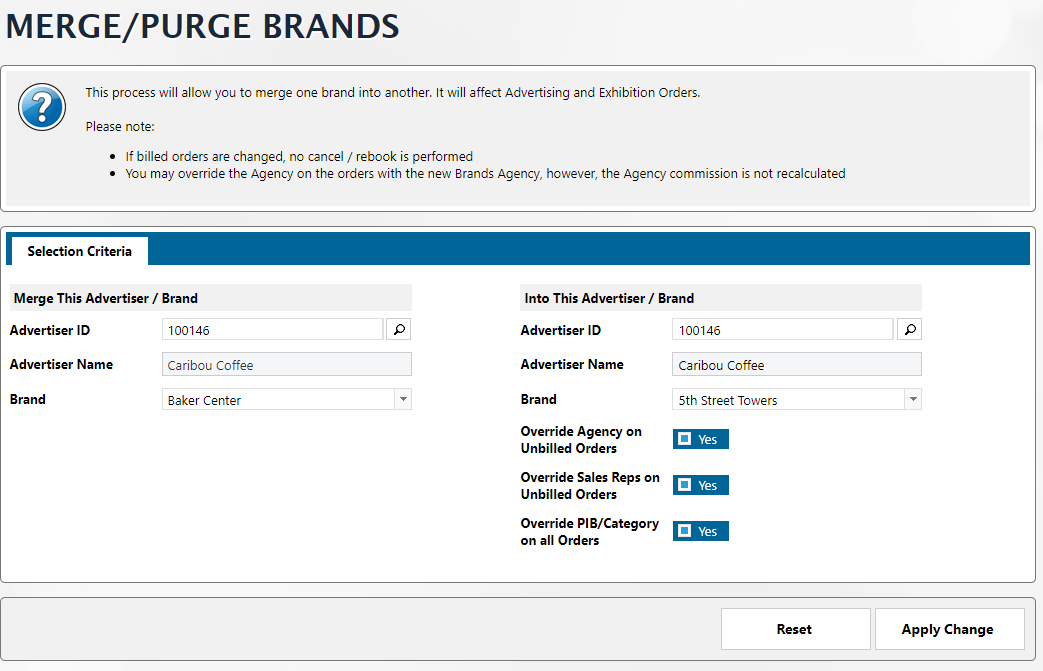 MERGE/PURGE BRANDS
This process will allow you to merge one brand into another. It will affect Advertising and Exhibition Orders.
Please note:
• If billed orders are changed, no cancel / rebook is performed
• You may override the Agency on the orders with the new Brands Agency, however, the Agency commission is not recalculated
Selection Criteria
Merge This Advertiser / Brand
Advertiser ID 100146
Advertiser Name Caribou Coffee
Brand Baker Center
Into This Advertiser / Brand
Advertiser ID 100146
Advertiser Name Caribou Coffee
Brand 5th Street Towers
Override Agency on
Unbilled Orders Yes
Override Sales Reps on
Unbilled Orders Yes
Override PIB/Category
on all Orders Yes
Reset Apply Change